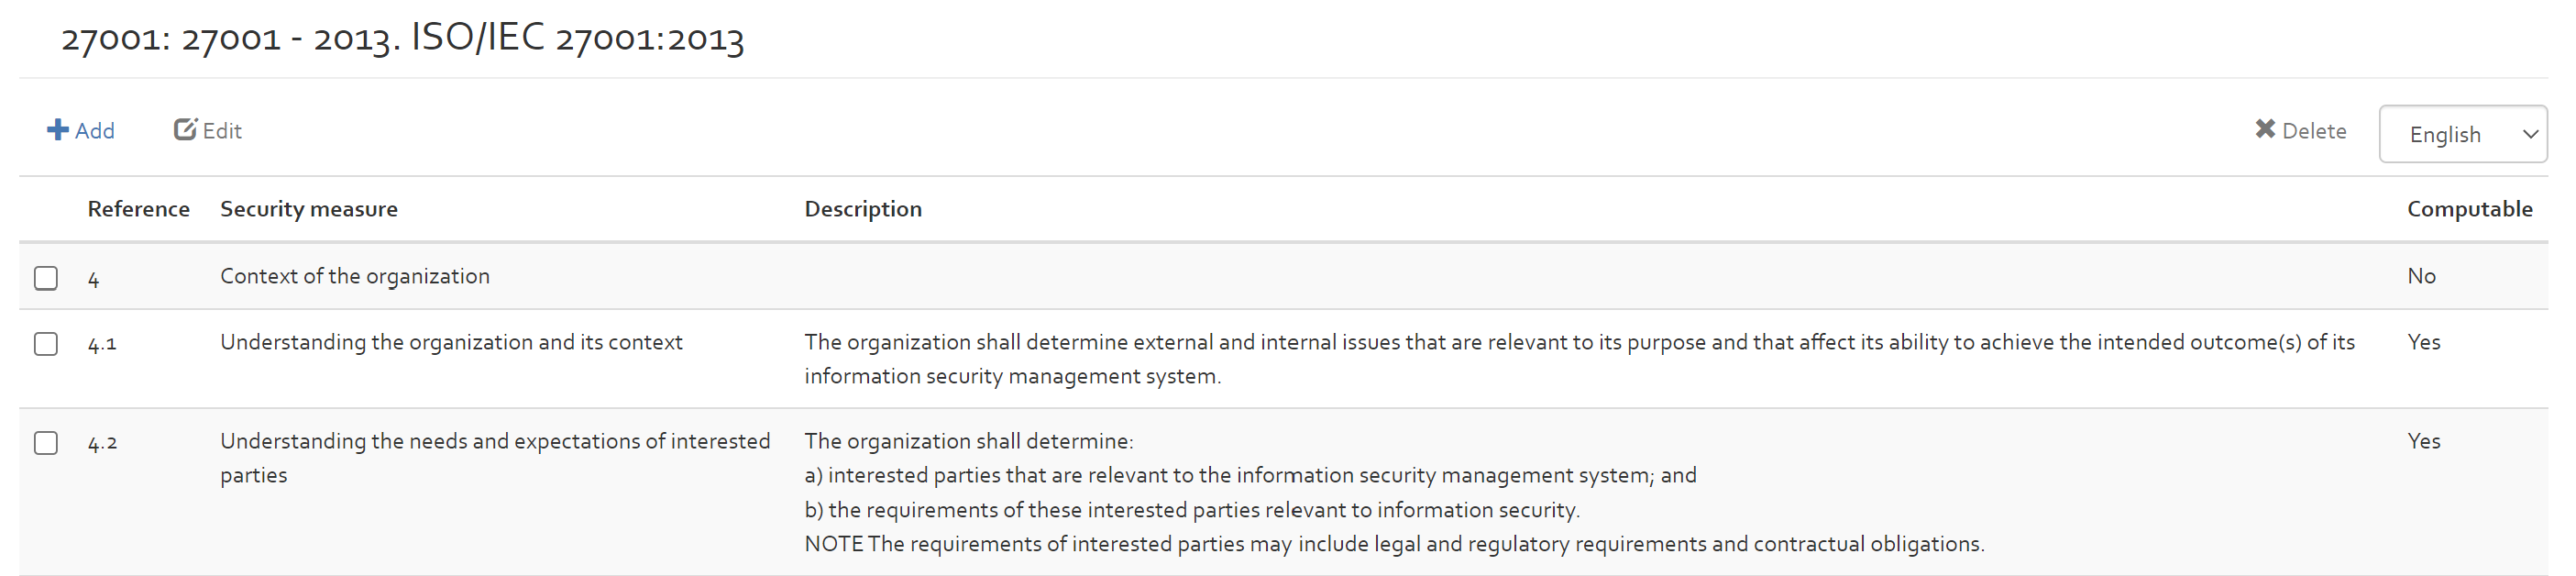 27001: 27001 - 2013. ISO/IEC 27001:2013
Add Edit Delete English
Reference Security measure Description Computable
4 Context of the organization No
4.1 Understanding the organization and its context The organization shall determine external and internal issues that are relevant to its purpose and that affect its ability to achieve the intended outcome(s) of its Yes
information security management system.
4.2 Understanding the needs and expectations of interested The organization shall determine: Yes
parties a) interested parties that are relevant to the information security management system; and
b) the requirements of these interested parties relevant to information security.
NOTE The requirements of interested parties may include legal and regulatory requirements and contractual obligations.